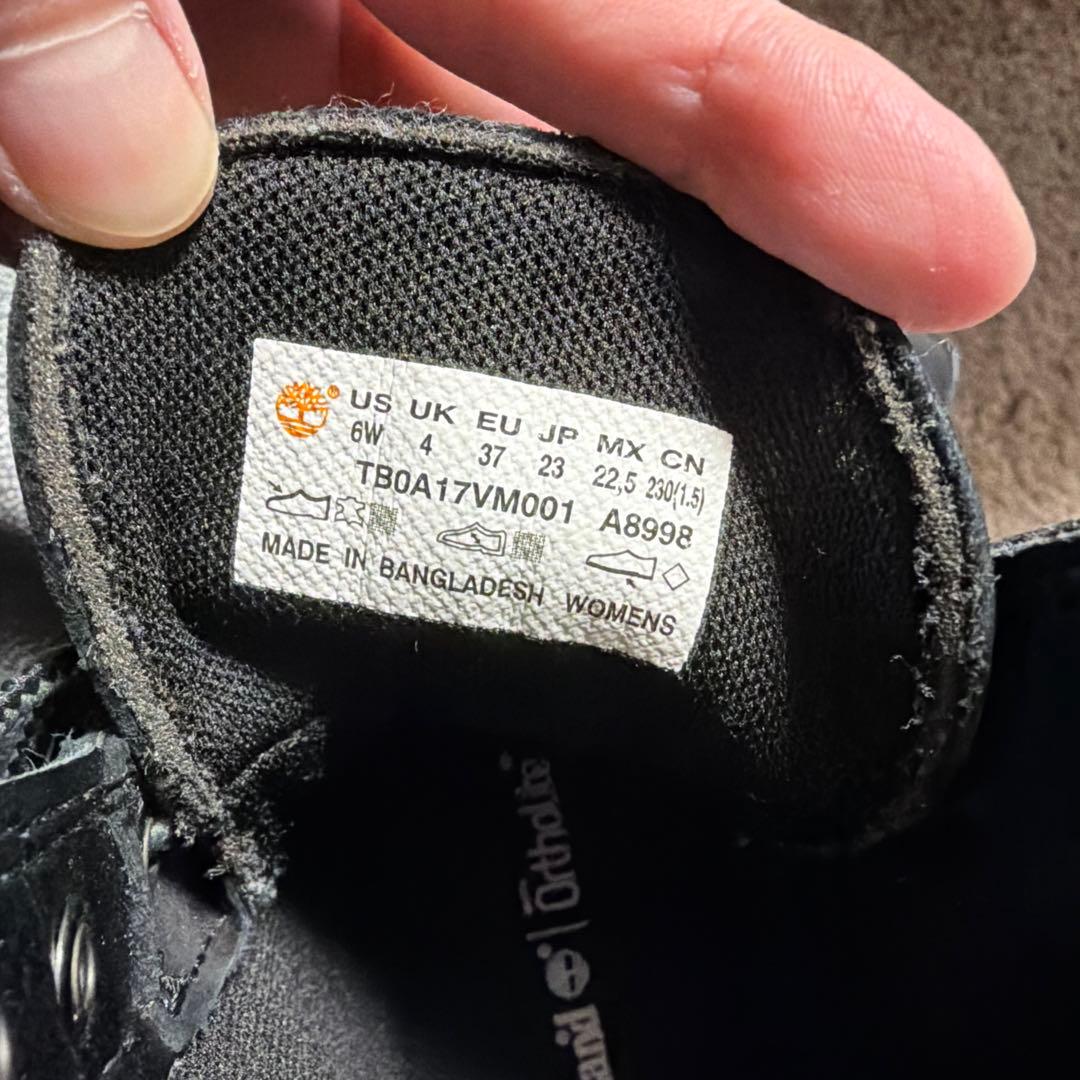 US UK EU JP MX CN
6W 4 37 23 22,5 230(1.5)
TB0A17VM001 A8998
MADE IN BANGLADESH WOMENS
OrthoLite